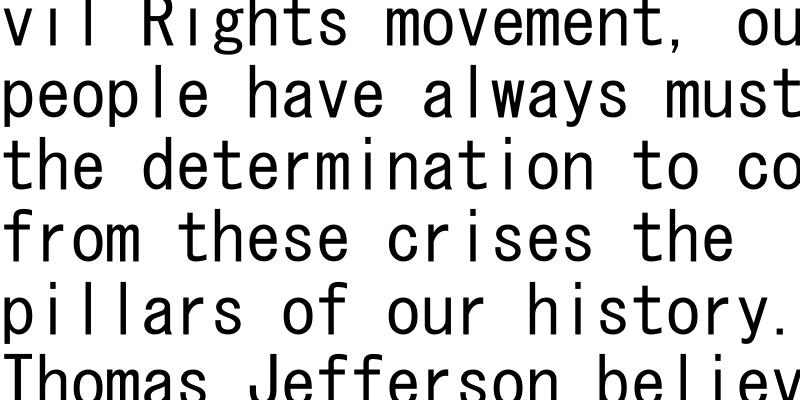 vil Rights movement, ou
people have always must
the determination to co
from these crises the
pillars of our history.
Thomas Jefferson believ